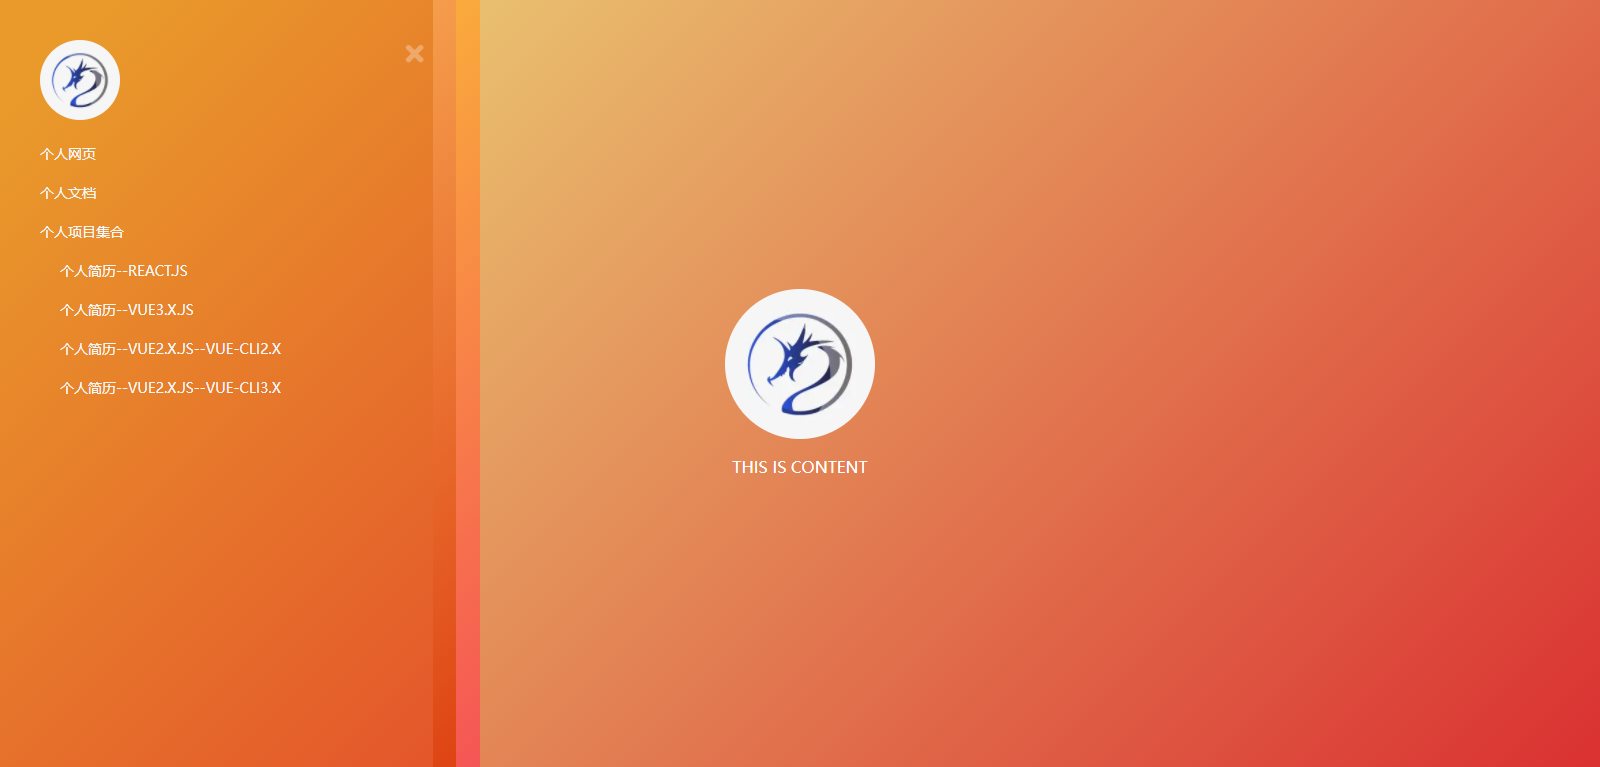 个人网页
个人文档
个人项目集合
个人简历--REACT.JS
个人简历--VUE3.X.JS
个人简历--VUE2.X.JS--VUE-CLI2.X
个人简历--VUE2.X.JS--VUE-CLI3.X
THIS IS CONTENT